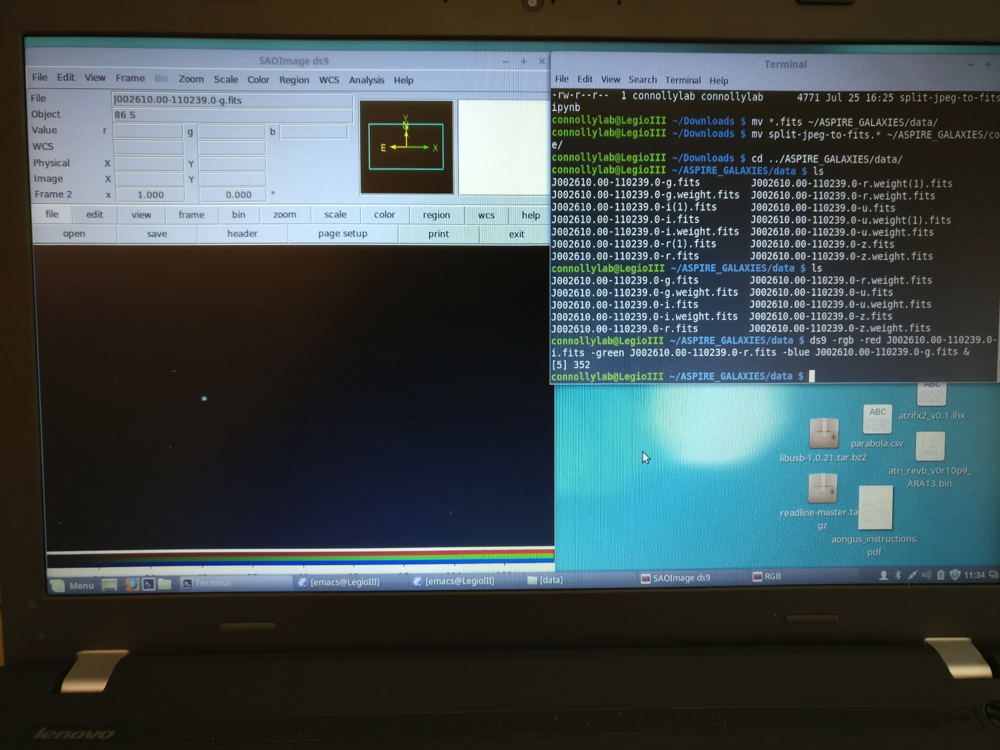 SAOImage ds9
File Edit View Frame Bin Zoom Scale Color Region WCS Analysis Help
File J002610.00-110239.0-g.fits
Object 86 S
Value r g b
WCS
Physical X Y
Image X Y
Frame 2 x 1.000 0.000 °
Y
N
E X
file edit view frame bin zoom scale color region wcs help
open save header page setup print exit
Terminal
File Edit View Search Terminal Help
-rw-r--r-- 1 connollylab connollylab 4771 Jul 25 16:25 split-jpeg-to-fits
ipynb
connollylab@LegioIII ~/Downloads $ mv *.fits ~/ASPIRE_GALAXIES/data/
connollylab@LegioIII ~/Downloads $ mv split-jpeg-to-fits.* ~/ASPIRE_GALAXIES/co
e/
connollylab@LegioIII ~/Downloads $ cd ../ASPIRE_GALAXIES/data/
connollylab@LegioIII ~/ASPIRE_GALAXIES/data $ ls
J002610.00-110239.0-g.fits J002610.00-110239.0-r.weight(1).fits
J002610.00-110239.0-g.weight.fits J002610.00-110239.0-r.weight.fits
J002610.00-110239.0-i(1).fits J002610.00-110239.0-u.fits
J002610.00-110239.0-i.fits J002610.00-110239.0-u.weight(1).fits
J002610.00-110239.0-i.weight.fits J002610.00-110239.0-u.weight.fits
J002610.00-110239.0-r(1).fits J002610.00-110239.0-z.fits
J002610.00-110239.0-r.fits J002610.00-110239.0-z.weight.fits
connollylab@LegioIII ~/ASPIRE_GALAXIES/data $ ls
J002610.00-110239.0-g.fits J002610.00-110239.0-r.weight.fits
J002610.00-110239.0-g.weight.fits J002610.00-110239.0-u.fits
J002610.00-110239.0-i.fits J002610.00-110239.0-u.weight.fits
J002610.00-110239.0-i.weight.fits J002610.00-110239.0-z.fits
J002610.00-110239.0-r.fits J002610.00-110239.0-z.weight.fits
connollylab@LegioIII ~/ASPIRE_GALAXIES/data $ ds9 -rgb -red J002610.00-110239.0-
i.fits -green J002610.00-110239.0-r.fits -blue J002610.00-110239.0-g.fits &
[5] 352
connollylab@LegioIII ~/ASPIRE_GALAXIES/data $
ABC
atrifx2_v0.1.ihx
ABC
parabola.csv
libusb-1.0.21.tar.bz2
atri_revb_v0r10p9_
ARA13.bin
readline-master.ta
gz
aongus_instructions.
pdf
Menu Terminal [emacs@LegioIII] [emacs@LegioIII] [data] SAOImage ds9 RGB 11:34
lenovo